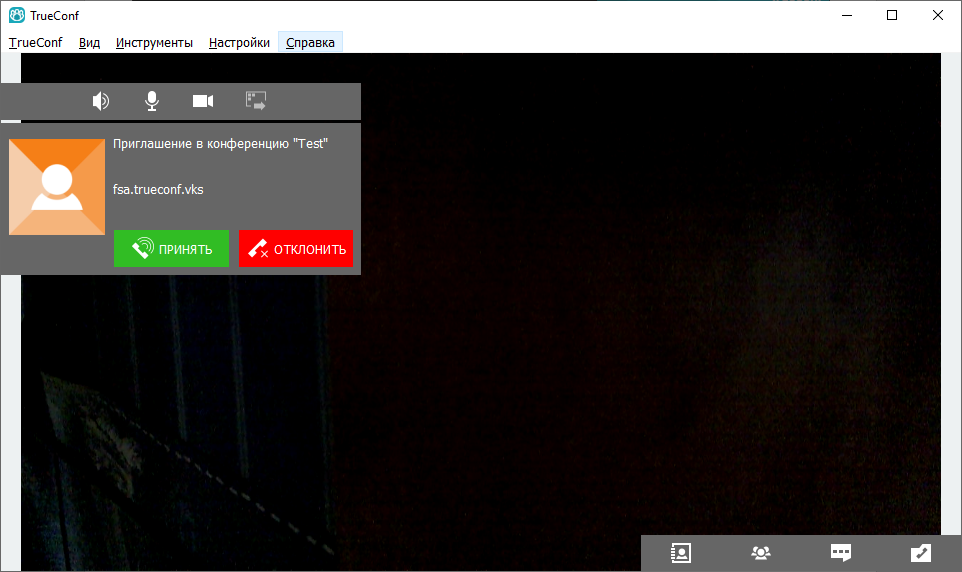 TrueConf
TrueConf Вид Инструменты Настройки Справка
Приглашение в конференцию "Test"
fsa.trueconf.vks
ПРИНЯТЬ ОТКЛОНИТЬ